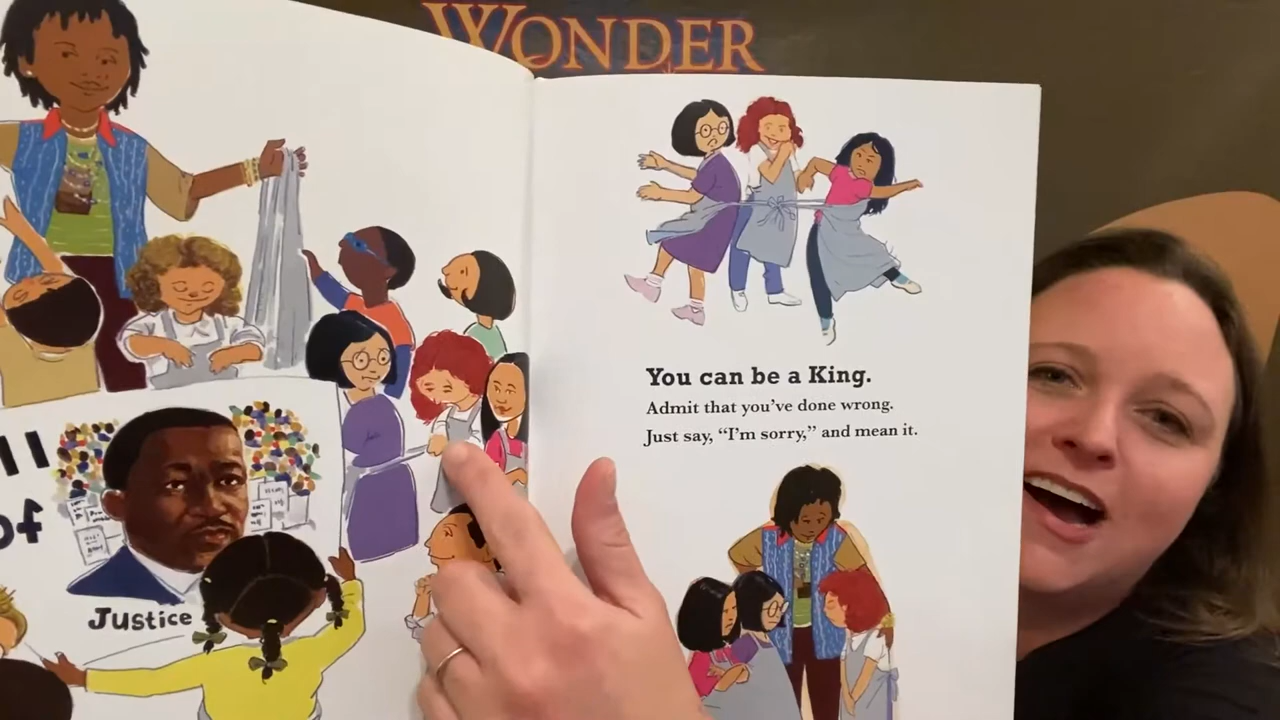 WONDER
Justice
You can be a King.
Admit that you've done wrong.
Just say, “I'm sorry,” and mean it.